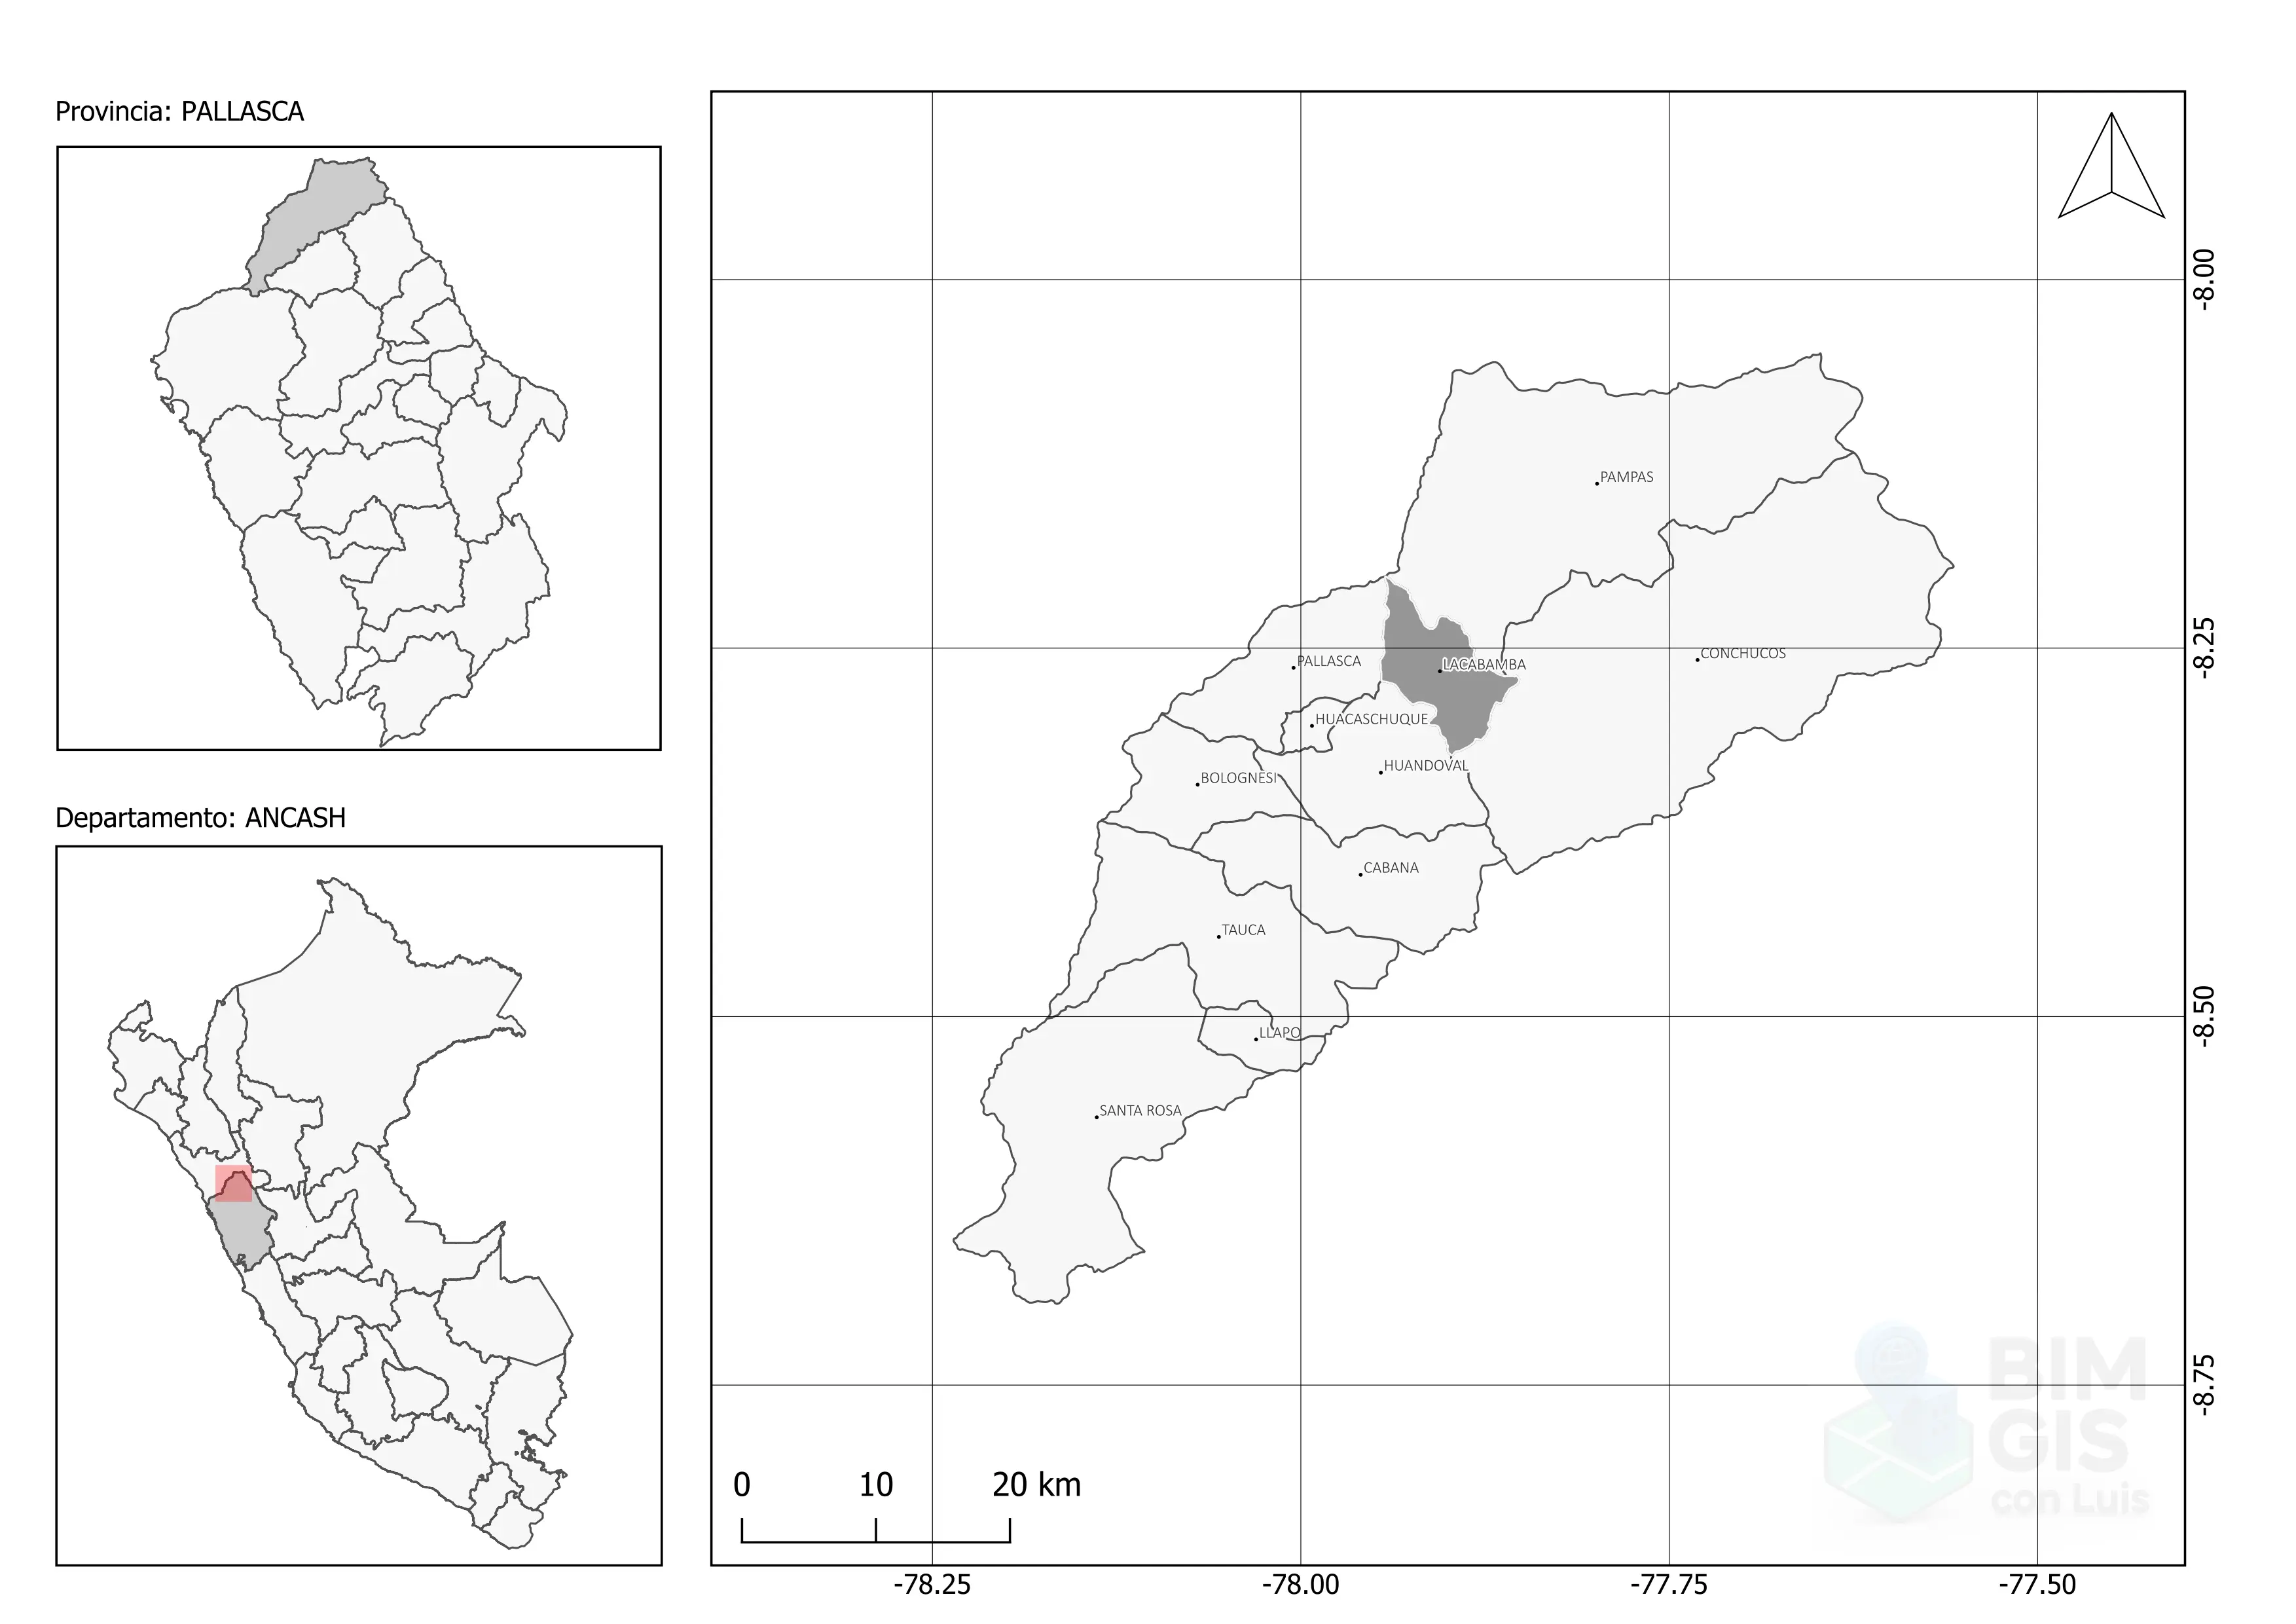 Provincia: PALLASCA
Departamento: ANCASH
PAMPAS
CONCHUCOS
PALLASCA
LACABAMBA
HUACASCHUQUE
HUANDOVAL
BOLOGNESI
CABANA
TAUCA
LLAPO
SANTA ROSA
-8.00
-8.25
-8.50
-8.75
0 10 20 km
-78.25 -78.00 -77.75 -77.50
BIM
GIS
con Luis